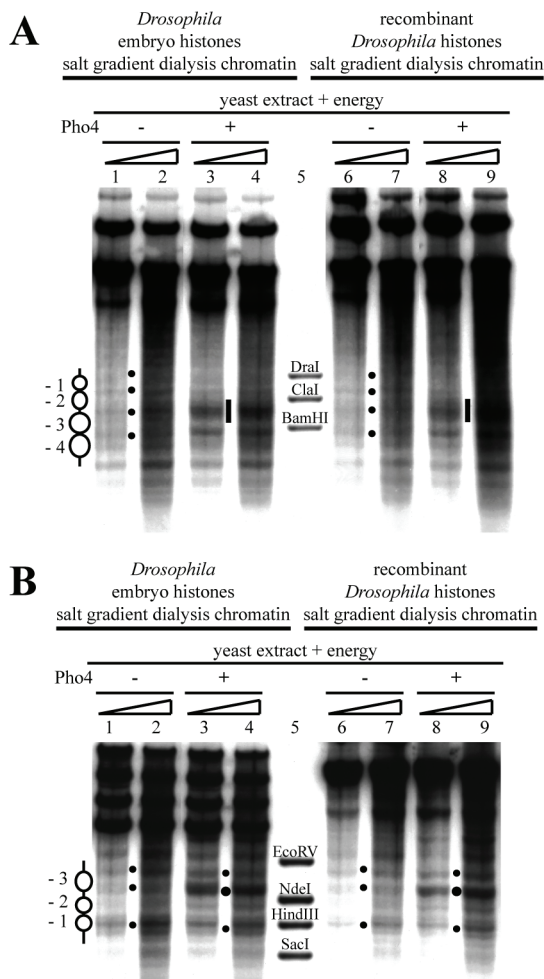 A
Drosophila
embryo histones
salt gradient dialysis chromatin
recombinant
Drosophila histones
salt gradient dialysis chromatin
yeast extract + energy
Pho4 - + - +
1 2 3 4 5 6 7 8 9
DraI
- 1
ClaI
- 2
BamHI
- 3
- 4
B
Drosophila
embryo histones
salt gradient dialysis chromatin
recombinant
Drosophila histones
salt gradient dialysis chromatin
yeast extract + energy
Pho4 - + - +
1 2 3 4 5 6 7 8 9
EcoRV
- 3
NdeI
- 2
HindIII
- 1
SacI